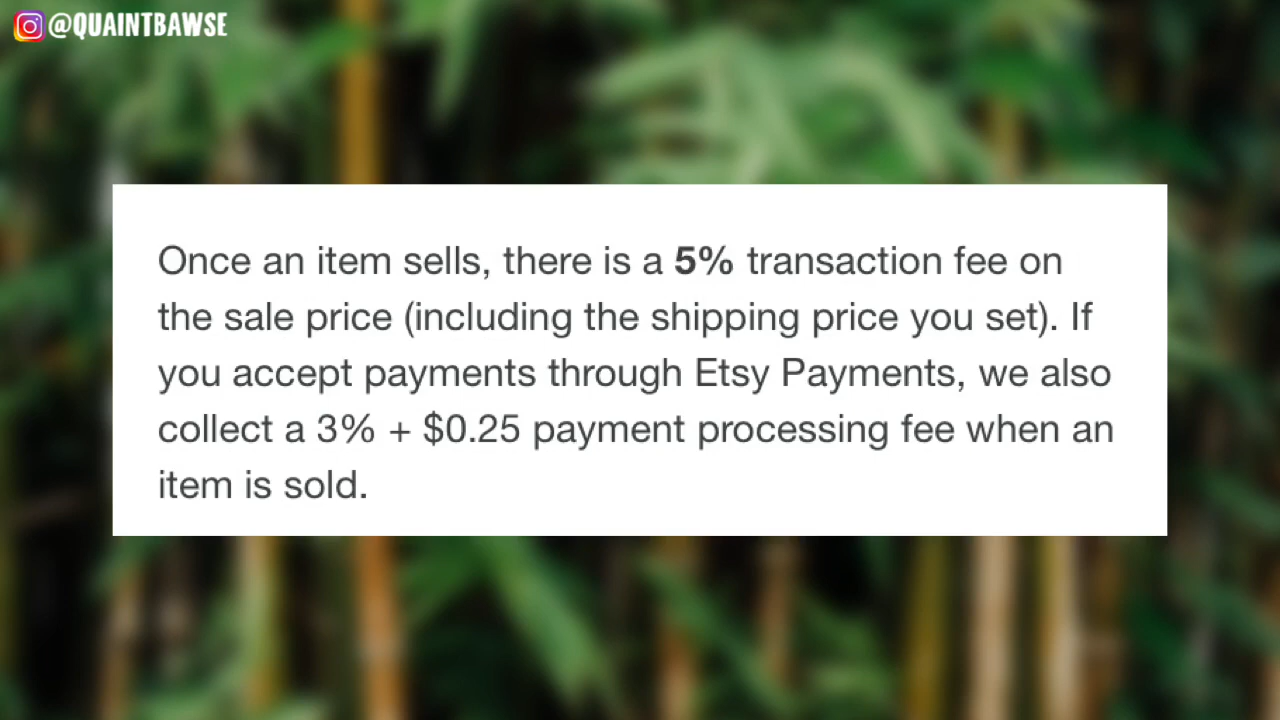 @QUAINTBAWSE
Once an item sells, there is a 5% transaction fee on
the sale price (including the shipping price you set). If
you accept payments through Etsy Payments, we also
collect a 3% + $0.25 payment processing fee when an
item is sold.